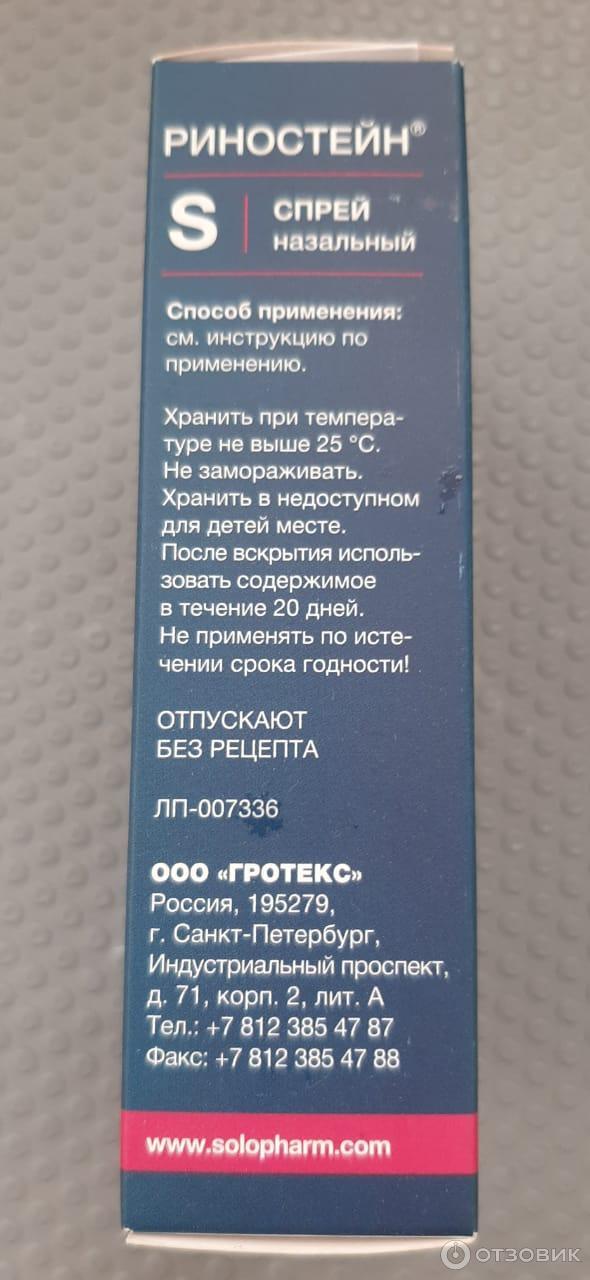 РИНОСТЕЙН®
S
СПРЕЙ
назальный
Способ применения:
см. инструкцию по
применению.
Хранить при темпера-
туре не выше 25 °С.
Не замораживать.
Хранить в недоступном
для детей месте.
После вскрытия исполь-
зовать содержимое
в течение 20 дней.
Не применять по исте-
чении срока годности!
ОТПУСКАЮТ
БЕЗ РЕЦЕПТА
ЛП-007336
ООО «ГРОТЕКС»
Россия, 195279,
г. Санкт-Петербург,
Индустриальный проспект,
д. 71, корп. 2, лит. А
Тел.: +7 812 385 47 87
Факс: +7 812 385 47 88
www.solopharm.com
ОТЗОВИК